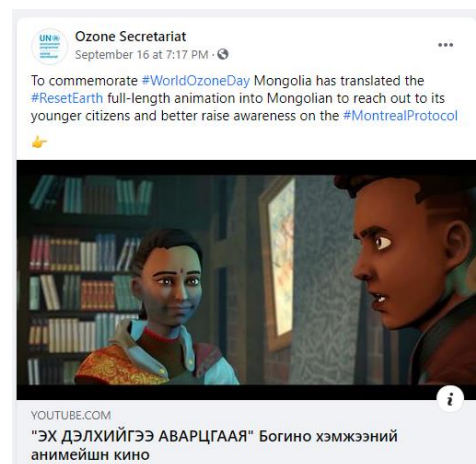 Ozone Secretariat
September 16 at 7:17 PM ·
To commemorate #WorldOzoneDay Mongolia has translated the
#ResetEarth full-length animation into Mongolian to reach out to its
younger citizens and better raise awareness on the #MontrealProtocol
👉
YOUTUBE.COM
"ЭХ ДЭЛХИЙГЭЭ АВАРЦГААЯ" Богино хэмжээний
анимейшн кино